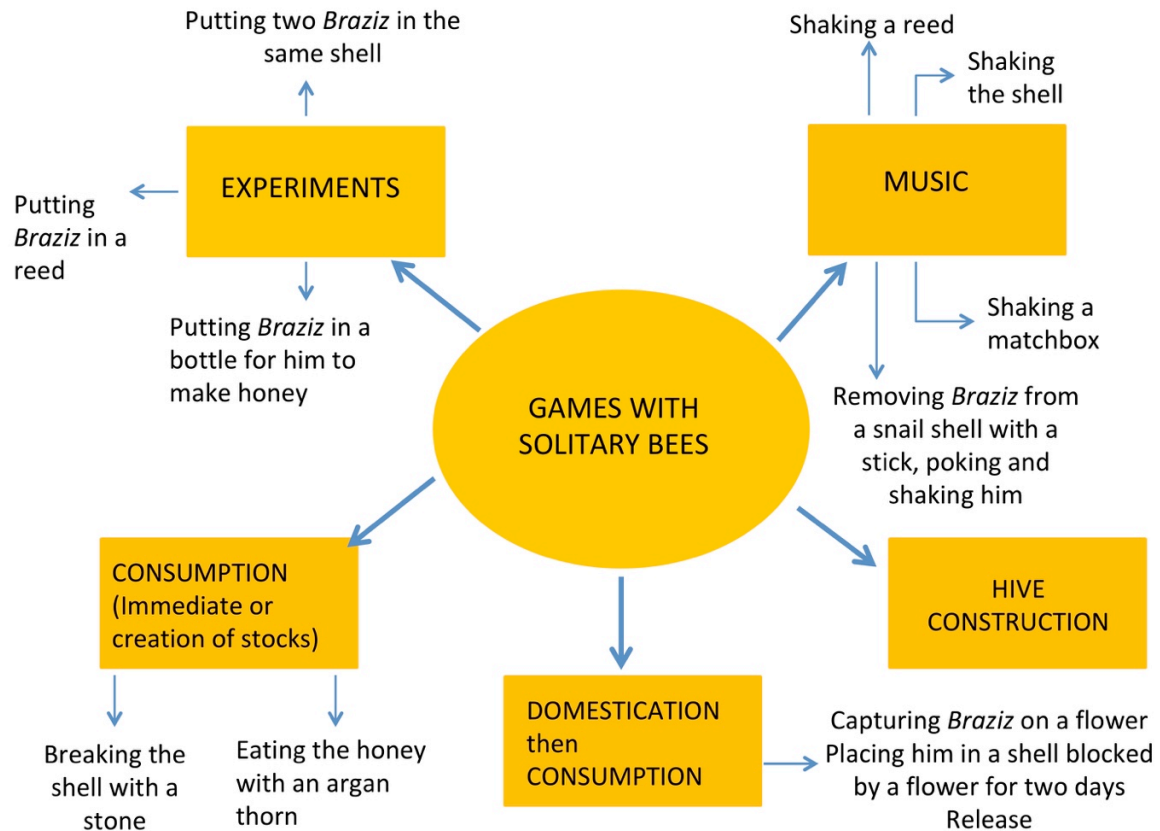 Putting two Braziz in the
same shell
EXPERIMENTS
Putting
Braziz in a
reed
Putting Braziz in a
bottle for him to
make honey
Shaking a reed
Shaking
the shell
MUSIC
Shaking a
matchbox
Removing Braziz from
a snail shell with a
stick, poking and
shaking him
GAMES WITH
SOLITARY BEES
CONSUMPTION
(Immediate or
creation of stocks)
Breaking the
shell with a
stone
Eating the honey
with an argan
thorn
DOMESTICATION
then
CONSUMPTION
Capturing Braziz on a flower
Placing him in a shell blocked
by a flower for two days
Release
HIVE
CONSTRUCTION